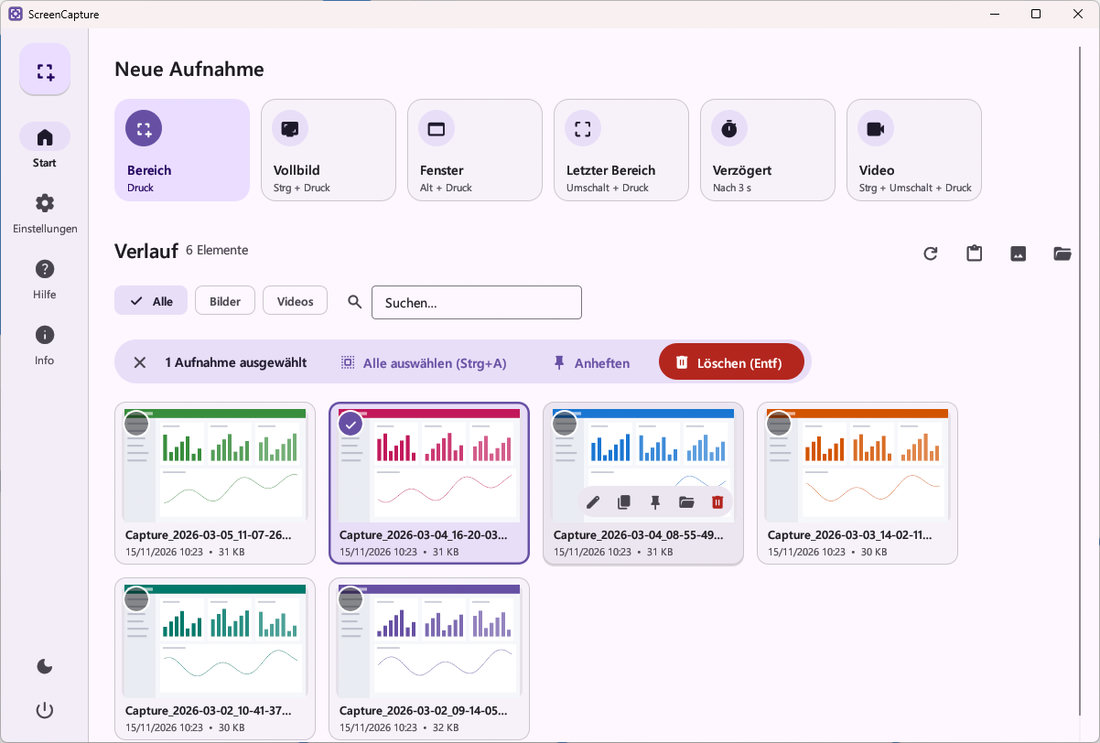 ScreenCapture
Neue Aufnahme
Bereich
Druck
Vollbild
Strg + Druck
Fenster
Alt + Druck
Letzter Bereich
Umschalt + Druck
Verzögert
Nach 3 s
Video
Strg + Umschalt + Druck
Start
Einstellungen
Hilfe
Info
Verlauf 6 Elemente
Alle Bilder Videos Suchen...
1 Aufnahme ausgewählt Alle auswählen (Strg+A) Anheften Löschen (Entf)
Capture_2026-03-05_11-07-26...
15/11/2026 10:23 • 31 KB
Capture_2026-03-04_16-20-03...
15/11/2026 10:23 • 31 KB
Capture_2026-03-04_08-55-49...
15/11/2026 10:23 • 31 KB
Capture_2026-03-03_14-02-11...
15/11/2026 10:23 • 30 KB
Capture_2026-03-02_10-41-37...
15/11/2026 10:23 • 30 KB
Capture_2026-03-02_09-14-05...
15/11/2026 10:23 • 32 KB